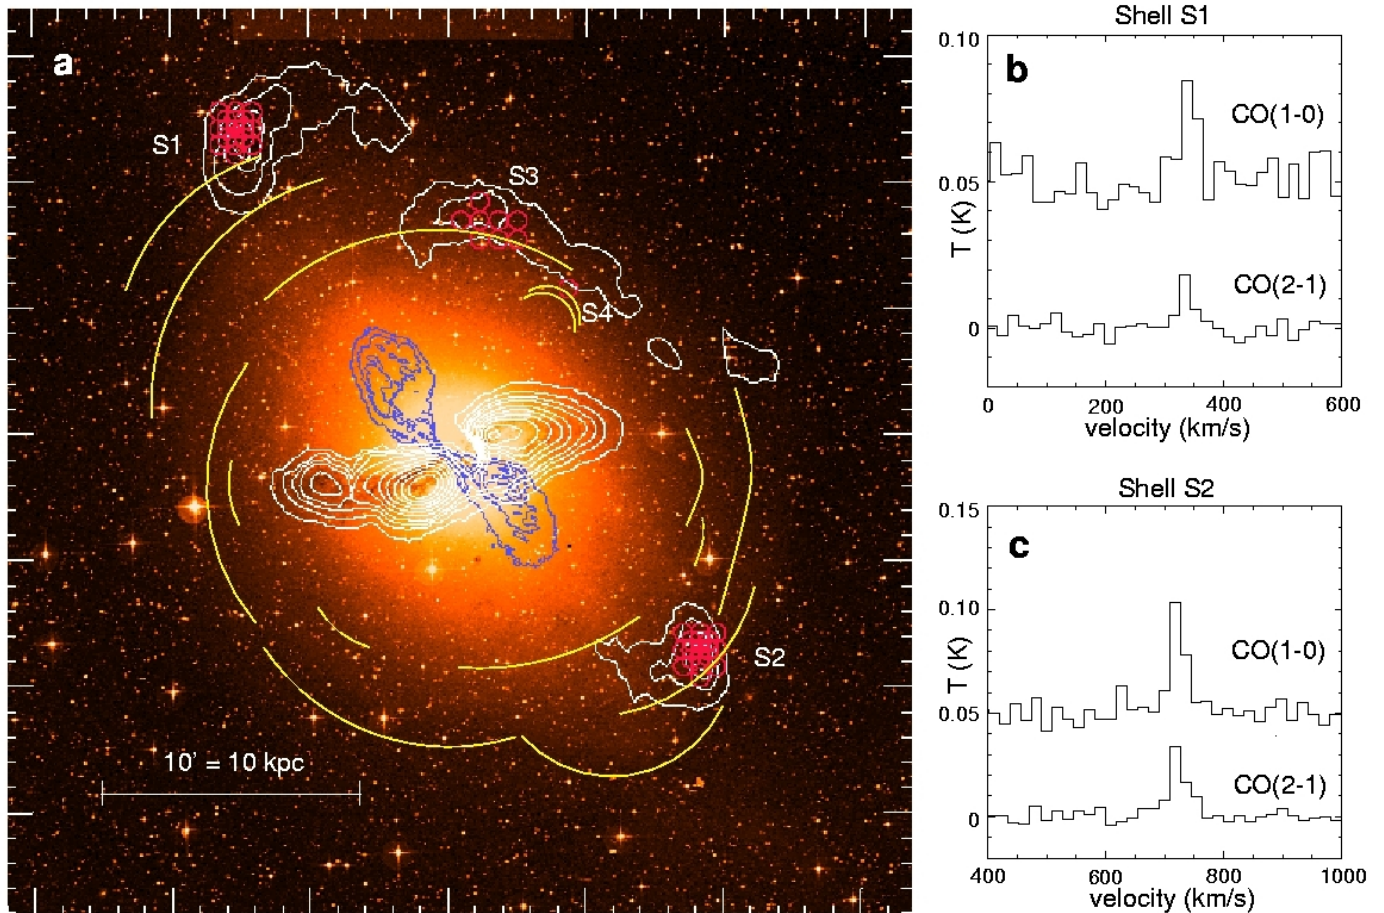 a
S1
S3
S4
S2
10' = 10 kpc
Shell S1
b
0.10
CO(1-0)
0.05
T (K)
CO(2-1)
0
0 200 400 600
velocity (km/s)
Shell S2
c
0.15
0.10
CO(1-0)
T (K)
0.05
CO(2-1)
0
400 600 800 1000
velocity (km/s)